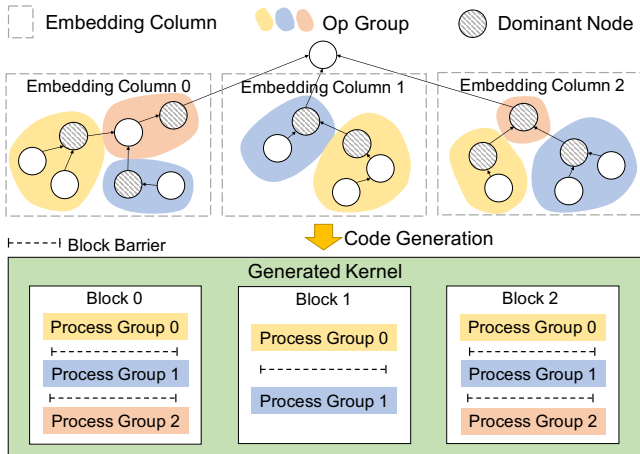 Embedding Column
Op Group
Dominant Node
Embedding Column 0
Embedding Column 1
Embedding Column 2
Block Barrier
Code Generation
Generated Kernel
Block 0
Process Group 0
Process Group 1
Process Group 2
Block 1
Process Group 0
Process Group 1
Block 2
Process Group 0
Process Group 1
Process Group 2